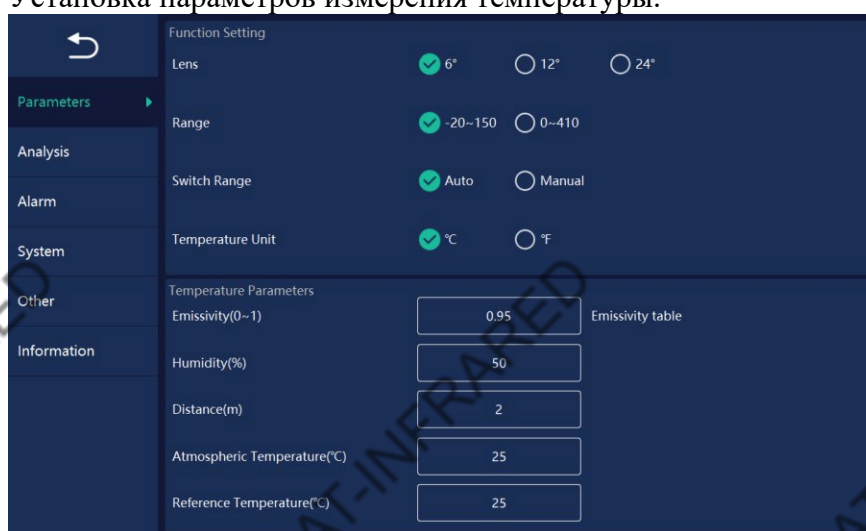 Установка параметров измерения температуры.
Function Setting
Lens 6° 12° 24°
Parameters
Range -20~150 0~410
Analysis
Switch Range Auto Manual
Alarm
Temperature Unit °C °F
System
Temperature Parameters
Other
Emissivity(0~1) 0.95 Emissivity table
Information
Humidity(%) 50
Distance(m) 2
Atmospheric Temperature(°C) 25
Reference Temperature(°C) 25
AT-INFRARED